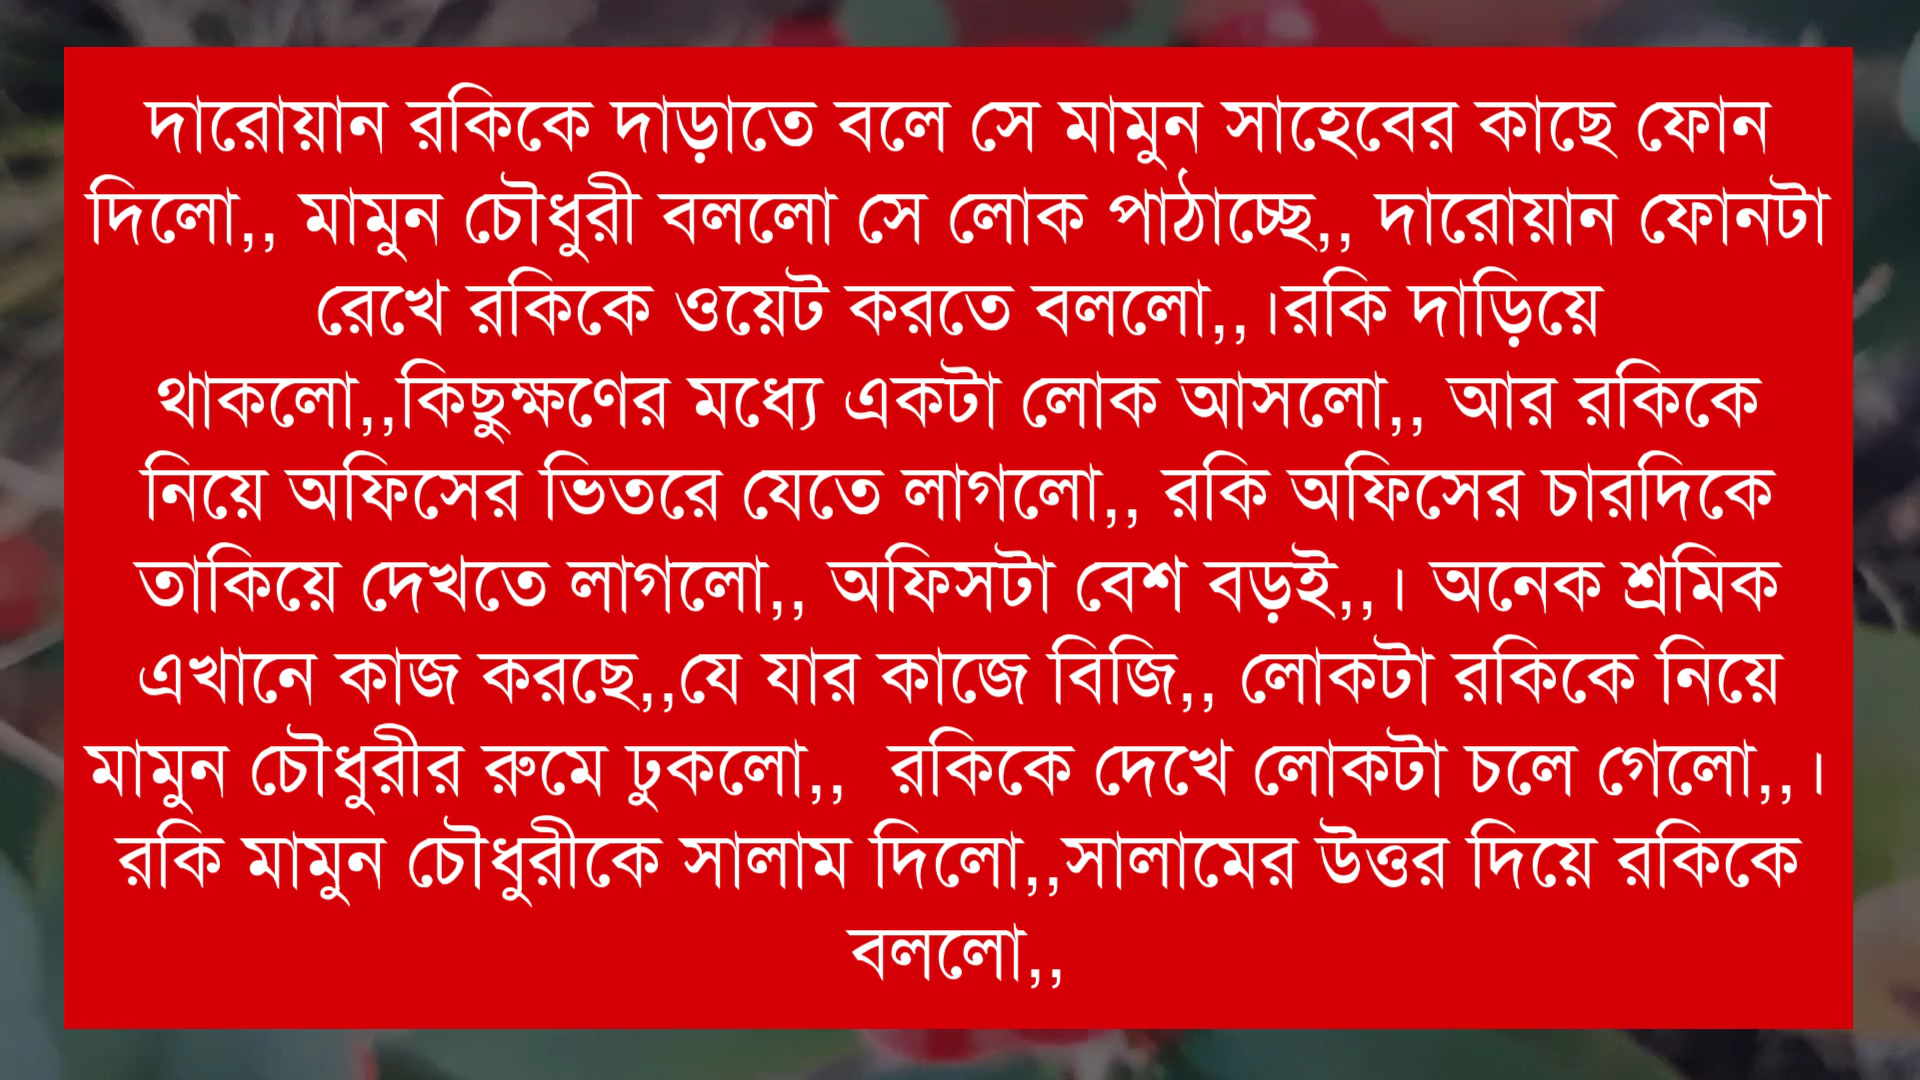 দারোয়ান রকিকে দাড়াতে বলে সে মামুন সাহেবের কাছে ফোন
দিলো,, মামুন চৌধুরী বললো সে লোক পাঠাচ্ছে,, দারোয়ান ফোনটা
রেখে রকিকে ওয়েট করতে বললো,,।রকি দাড়িয়ে
থাকলো,,কিছুক্ষণের মধ্যে একটা লোক আসলো,, আর রকিকে
নিয়ে অফিসের ভিতরে যেতে লাগলো,, রকি অফিসের চারদিকে
তাকিয়ে দেখতে লাগলো,, অফিসটা বেশ বড়ই,,। অনেক শ্রমিক
এখানে কাজ করছে,,যে যার কাজে বিজি,, লোকটা রকিকে নিয়ে
মামুন চৌধুরীর রুমে ঢুকলো,,  রকিকে দেখে লোকটা চলে গেলো,,।
রকি মামুন চৌধুরীকে সালাম দিলো,,সালামের উত্তর দিয়ে রকিকে
বললো,,